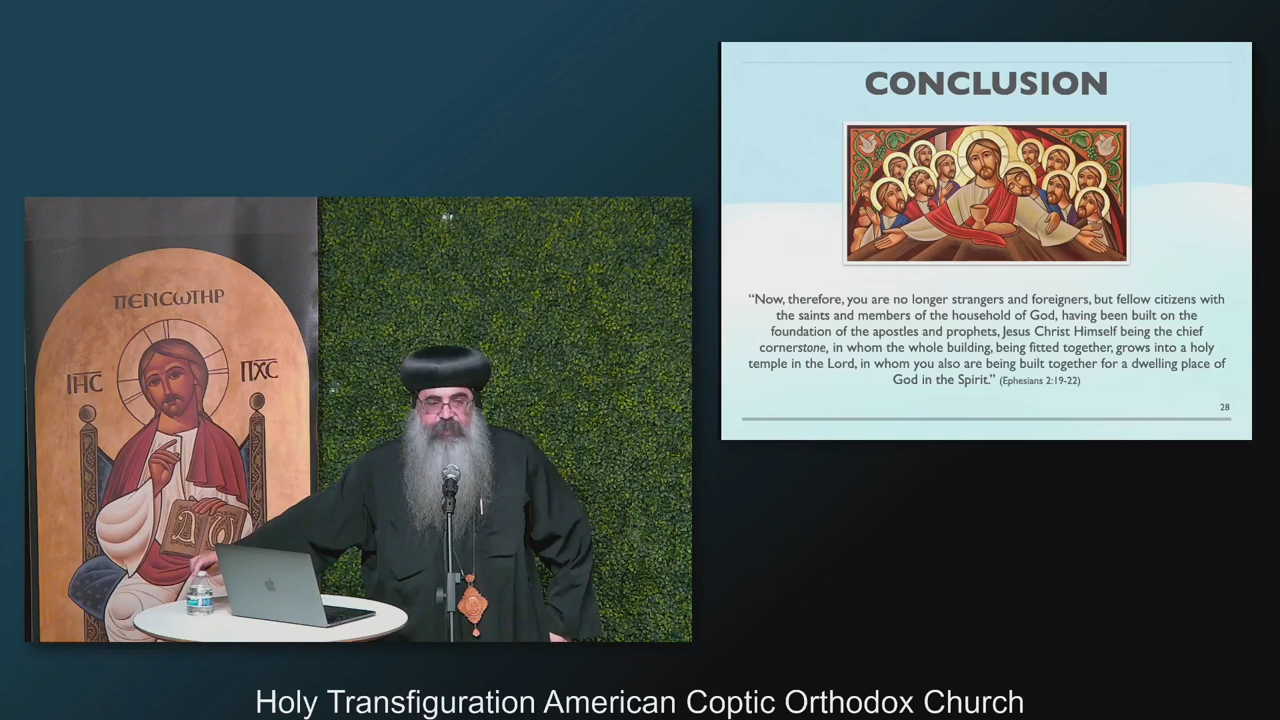 ⲠⲈⲚⲤⲰⲦⲎⲢ
ⲒⲎ̅Ⲥ̅
ⲠⲬ̅Ⲥ̅
Ⲁ Ⲱ
CONCLUSION
“Now, therefore, you are no longer strangers and foreigners, but fellow citizens with
the saints and members of the household of God, having been built on the
foundation of the apostles and prophets, Jesus Christ Himself being the chief
cornerstone, in whom the whole building, being fitted together, grows into a holy
temple in the Lord, in whom you also are being built together for a dwelling place of
God in the Spirit.” (Ephesians 2:19-22)
28
Holy Transfiguration American Coptic Orthodox Church